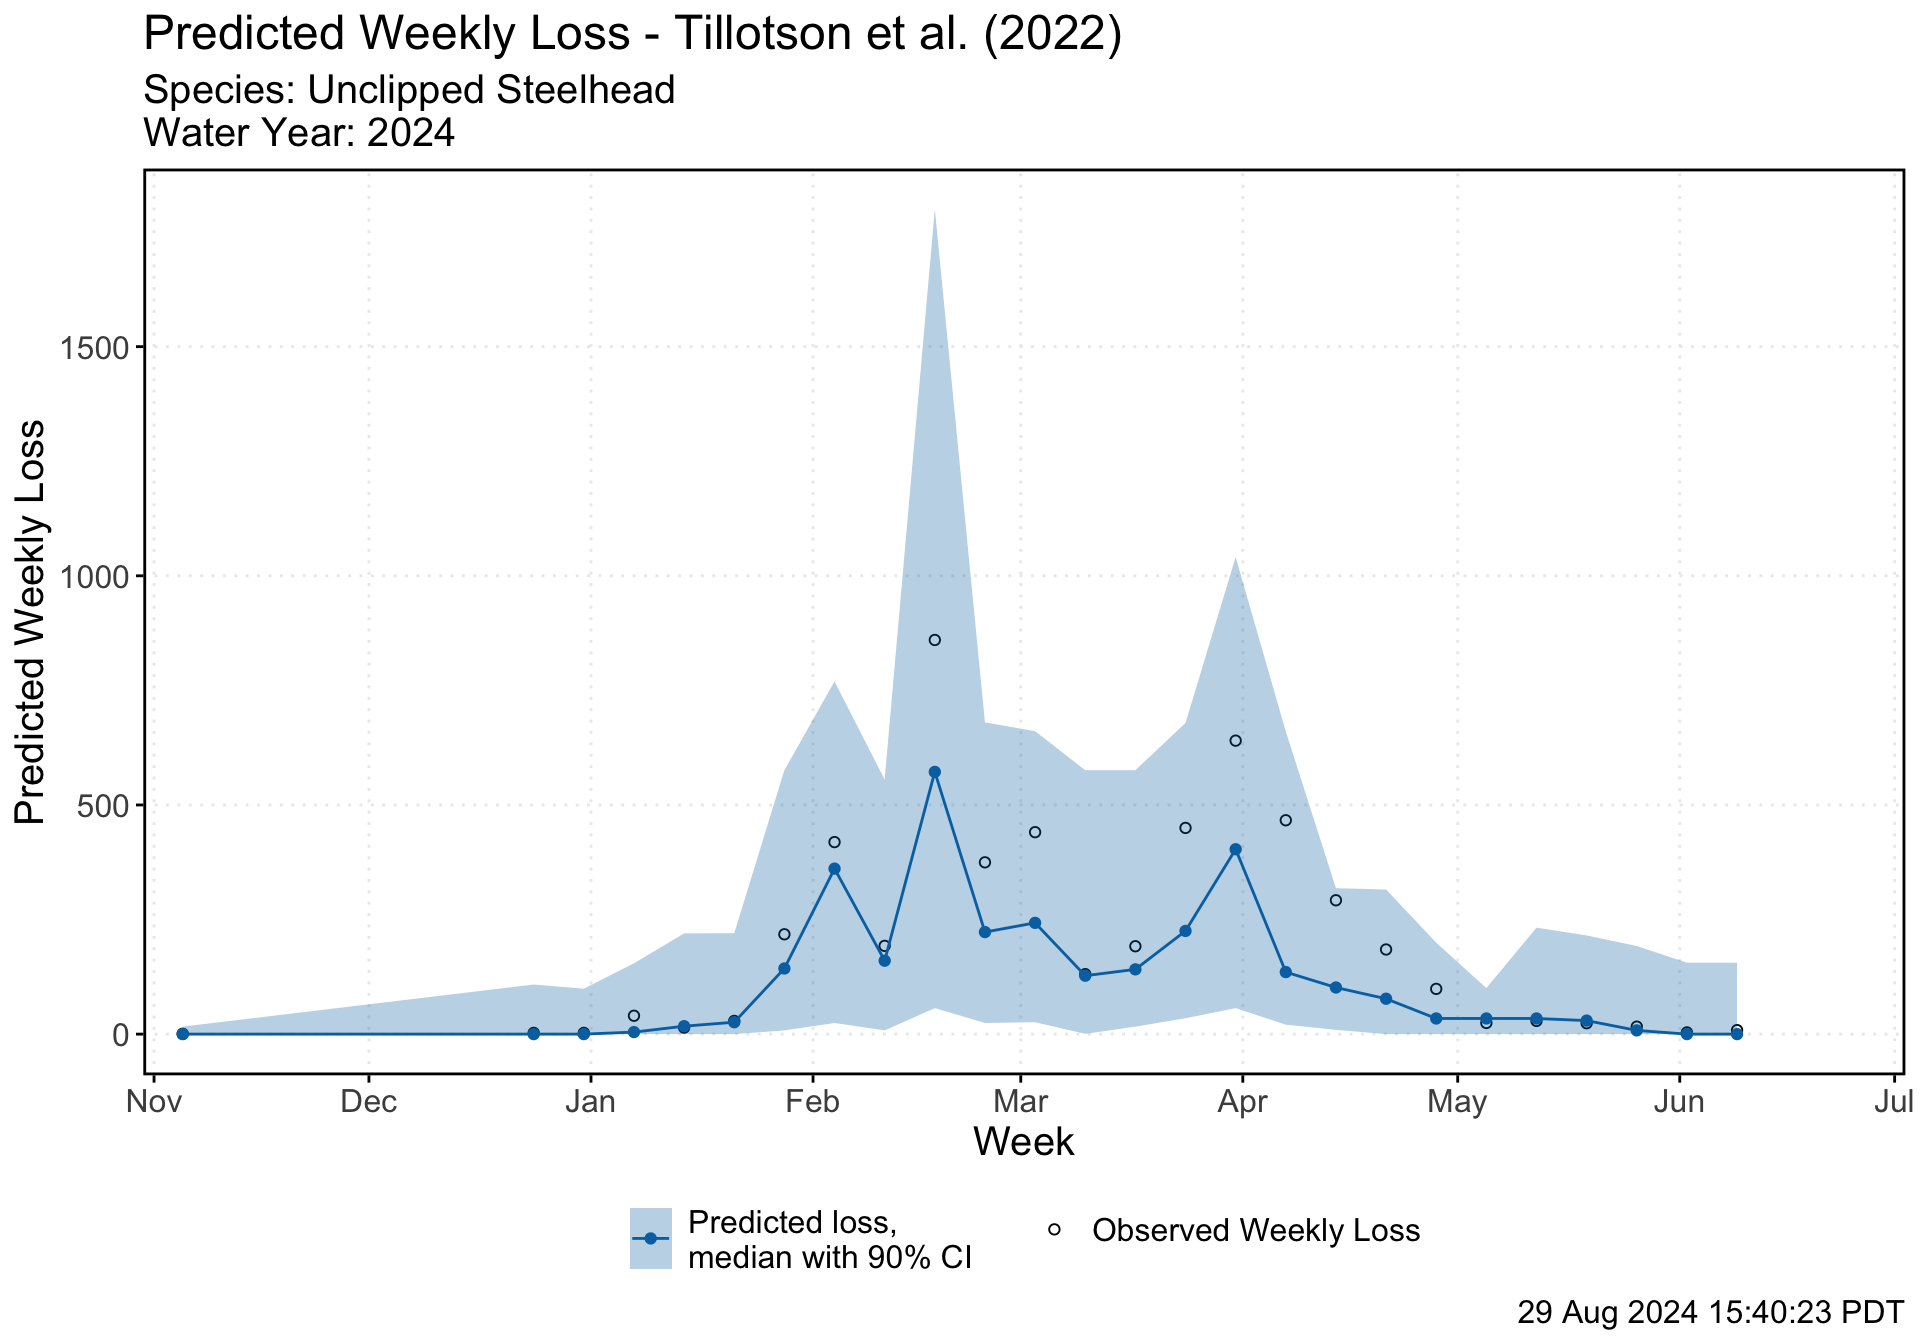 Predicted Weekly Loss - Tillotson et al. (2022)
Species: Unclipped Steelhead
Water Year: 2024
Predicted Weekly Loss
1500
1000
500
0
Nov Dec Jan Feb Mar Apr May Jun Jul
Week
Predicted loss,
median with 90% CI
Observed Weekly Loss
29 Aug 2024 15:40:23 PDT